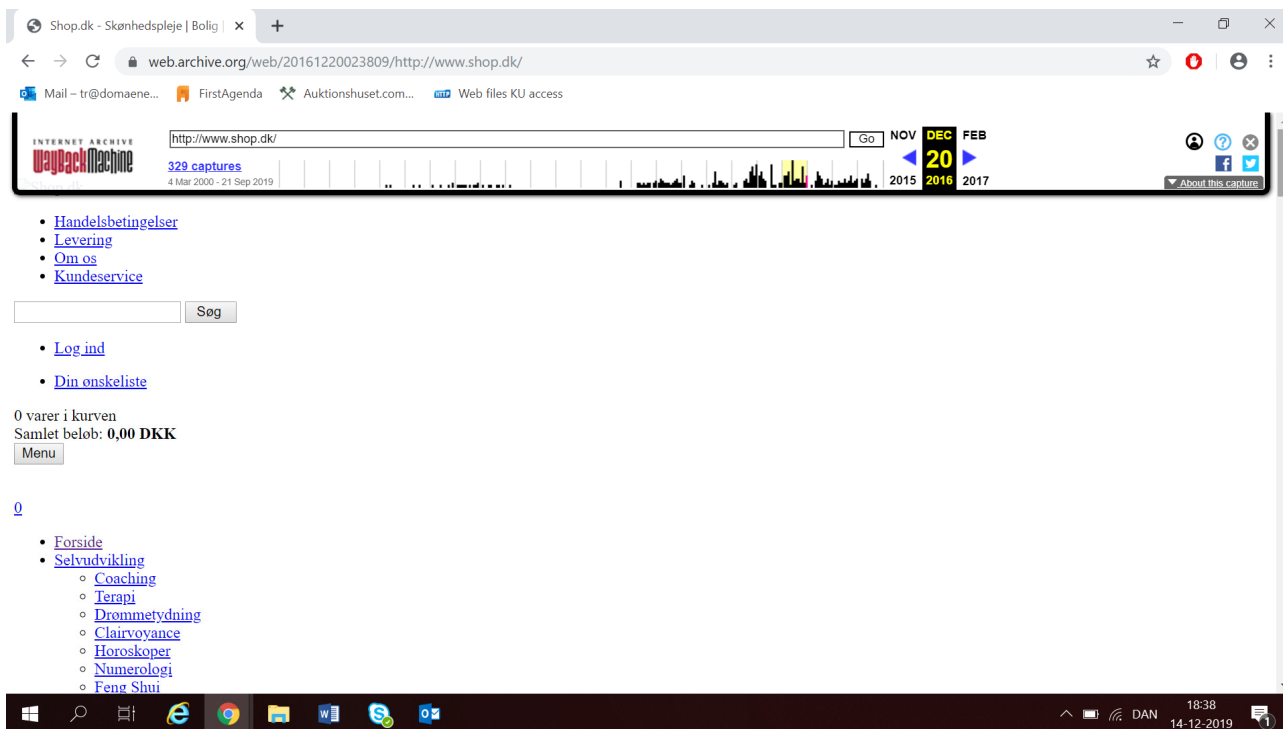 Shop.dk - Skønhedspleje | Bolig |
web.archive.org/web/20161220023809/http://www.shop.dk/
Mail – tr@domaene... FirstAgenda Auktionshuset.com... Web files KU access
INTERNET ARCHIVE
WayBackMachine
http://www.shop.dk/ Go NOV DEC FEB
329 captures 20
4 Mar 2000 - 21 Sep 2019 2015 2016 2017
About this capture
Shop.dk
• Handelsbetingelser
• Levering
• Om os
• Kundeservice
Søg
• Log ind
• Din ønskeliste
0 varer i kurven
Samlet beløb: 0,00 DKK
Menu
0
• Forside
• Selvudvikling
◦ Coaching
◦ Terapi
◦ Drømmetydning
◦ Clairvoyance
◦ Horoskoper
◦ Numerologi
◦ Feng Shui
DAN 18:38
14-12-2019 1